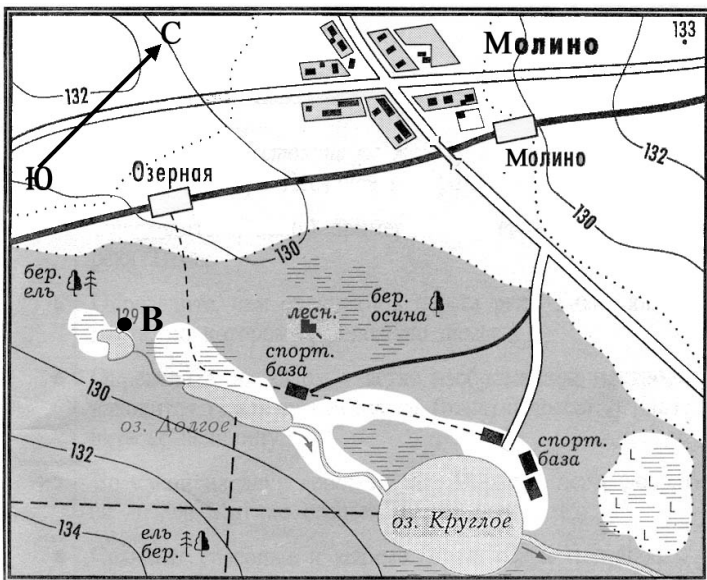 С
133
Молино
132
Ю
Озерная
Молино
132
130
130
бер.
ель
129
В
лесн.
бер.
осина
спорт.
база
130
оз. Долгое
спорт.
база
132
L L
L L
L
134
ель
бер.
оз. Круглое